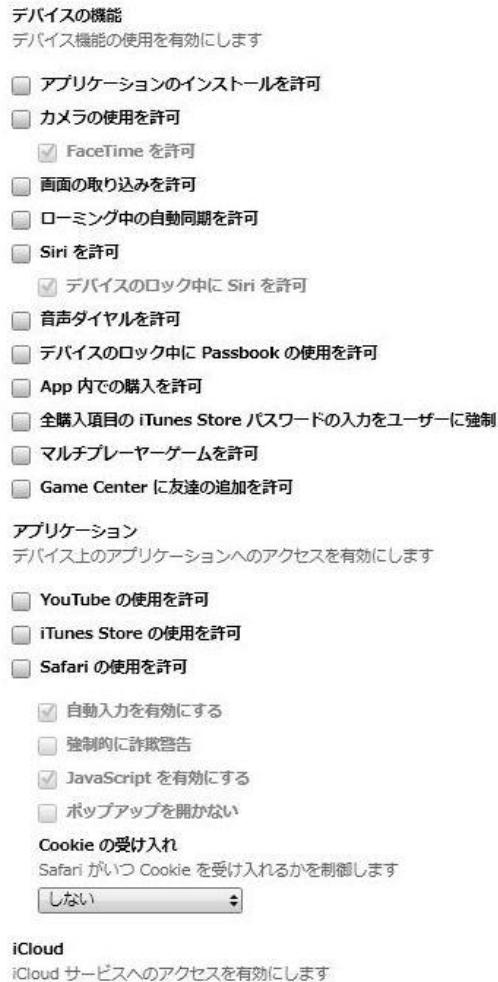 デバイスの機能
デバイス機能の使用を有効にします
アプリケーションのインストールを許可
カメラの使用を許可
FaceTime を許可
画面の取り込みを許可
ローミング中の自動同期を許可
Siri を許可
デバイスのロック中に Siri を許可
音声ダイヤルを許可
デバイスのロック中に Passbook の使用を許可
App 内での購入を許可
全購入項目の iTunes Store パスワードの入力をユーザーに強制
マルチプレーヤーゲームを許可
Game Center に友達の追加を許可
アプリケーション
デバイス上のアプリケーションへのアクセスを有効にします
YouTube の使用を許可
iTunes Store の使用を許可
Safari の使用を許可
自動入力を有効にする
強制的に詐欺警告
JavaScript を有効にする
ポップアップを開かない
Cookie の受け入れ
Safari がいつ Cookie を受け入れるかを制御します
しない
iCloud
iCloud サービスへのアクセスを有効にします